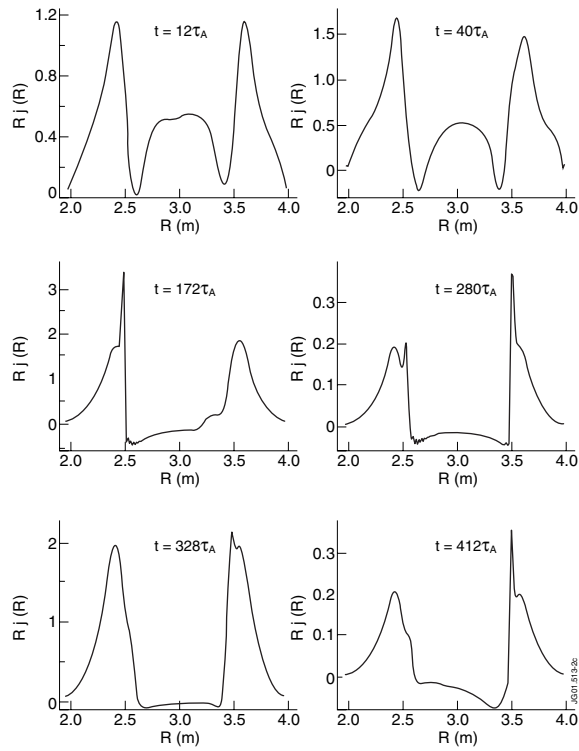 t = 12τA
R j (R)
1.2
0.8
0.4
0
2.0 2.5 3.0 3.5 4.0
R (m)
t = 40τA
R j (R)
1.5
1.0
0.5
0
2.0 2.5 3.0 3.5 4.0
R (m)
t = 172τA
R j (R)
3
2
1
0
2.0 2.5 3.0 3.5 4.0
R (m)
t = 280τA
R j (R)
0.3
0.2
0.1
0
2.0 2.5 3.0 3.5 4.0
R (m)
t = 328τA
R j (R)
2
1
0
2.0 2.5 3.0 3.5 4.0
R (m)
t = 412τA
R j (R)
0.3
0.2
0.1
0
2.0 2.5 3.0 3.5 4.0
R (m)
JG01.513-2c